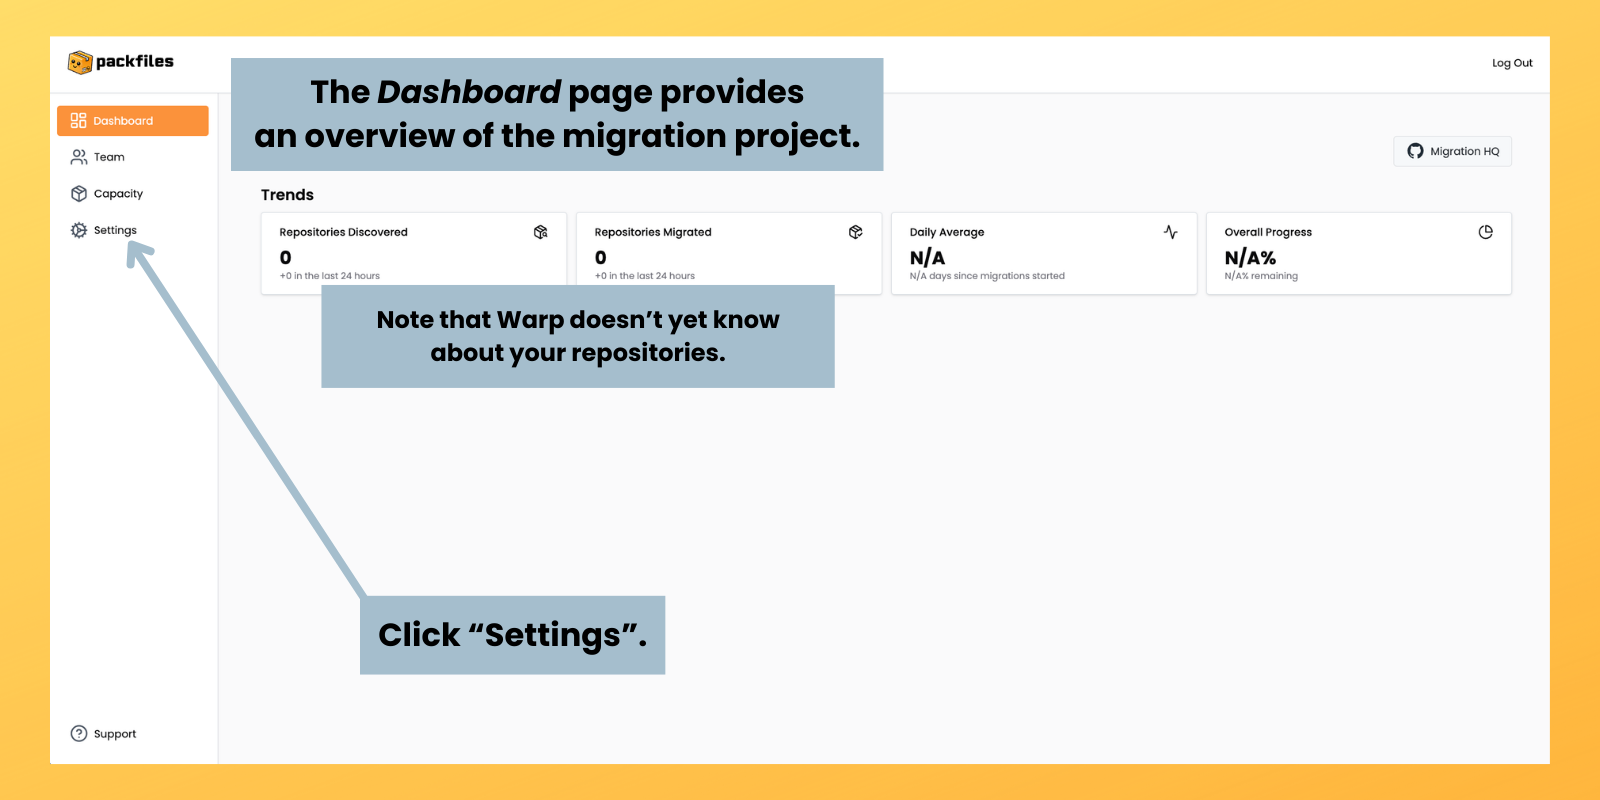 packfiles
Log Out
The Dashboard page provides
an overview of the migration project.
Dashboard
Team
Capacity
Settings
Migration HQ
Trends
Repositories Discovered
0
+0 in the last 24 hours
Repositories Migrated
0
+0 in the last 24 hours
Daily Average
N/A
N/A days since migrations started
Overall Progress
N/A%
N/A% remaining
Note that Warp doesn’t yet know
about your repositories.
Click “Settings”.
Support